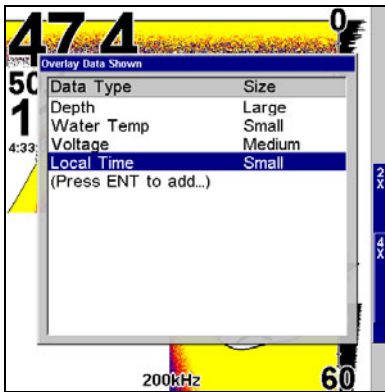 47.4
0
Overlay Data Shown
50
Data Type Size
Depth Large
1
Water Temp Small
Voltage Medium
4:33
Local Time Small
(Press ENT to add...)
2X
4X
200kHz
60